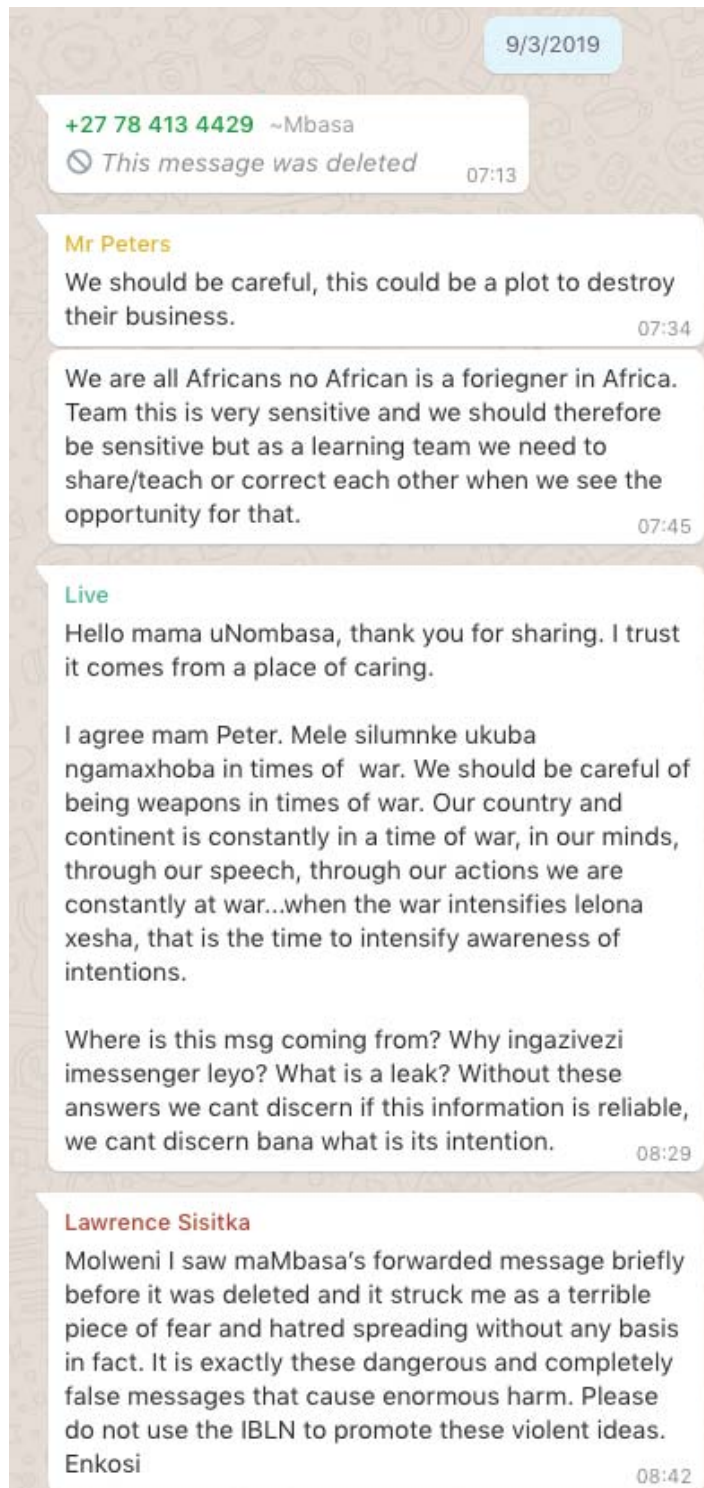 9/3/2019
+27 78 413 4429 ~Mbasa
This message was deleted 07:13
Mr Peters
We should be careful, this could be a plot to destroy
their business.
07:34
We are all Africans no African is a foriegner in Africa.
Team this is very sensitive and we should therefore
be sensitive but as a learning team we need to
share/teach or correct each other when we see the
opportunity for that.
07:45
Live
Hello mama uNombasa, thank you for sharing. I trust
it comes from a place of caring.
I agree mam Peter. Mele silumnke ukuba
ngamaxhoba in times of war. We should be careful of
being weapons in times of war. Our country and
continent is constantly in a time of war, in our minds,
through our speech, through our actions we are
constantly at war...when the war intensifies lelona
xesha, that is the time to intensify awareness of
intentions.
Where is this msg coming from? Why ingazivezi
imessenger leyo? What is a leak? Without these
answers we cant discern if this information is reliable,
we cant discern bana what is its intention.
08:29
Lawrence Sisitka
Molweni I saw maMbasa's forwarded message briefly
before it was deleted and it struck me as a terrible
piece of fear and hatred spreading without any basis
in fact. It is exactly these dangerous and completely
false messages that cause enormous harm. Please
do not use the IBLN to promote these violent ideas.
Enkosi
08:42